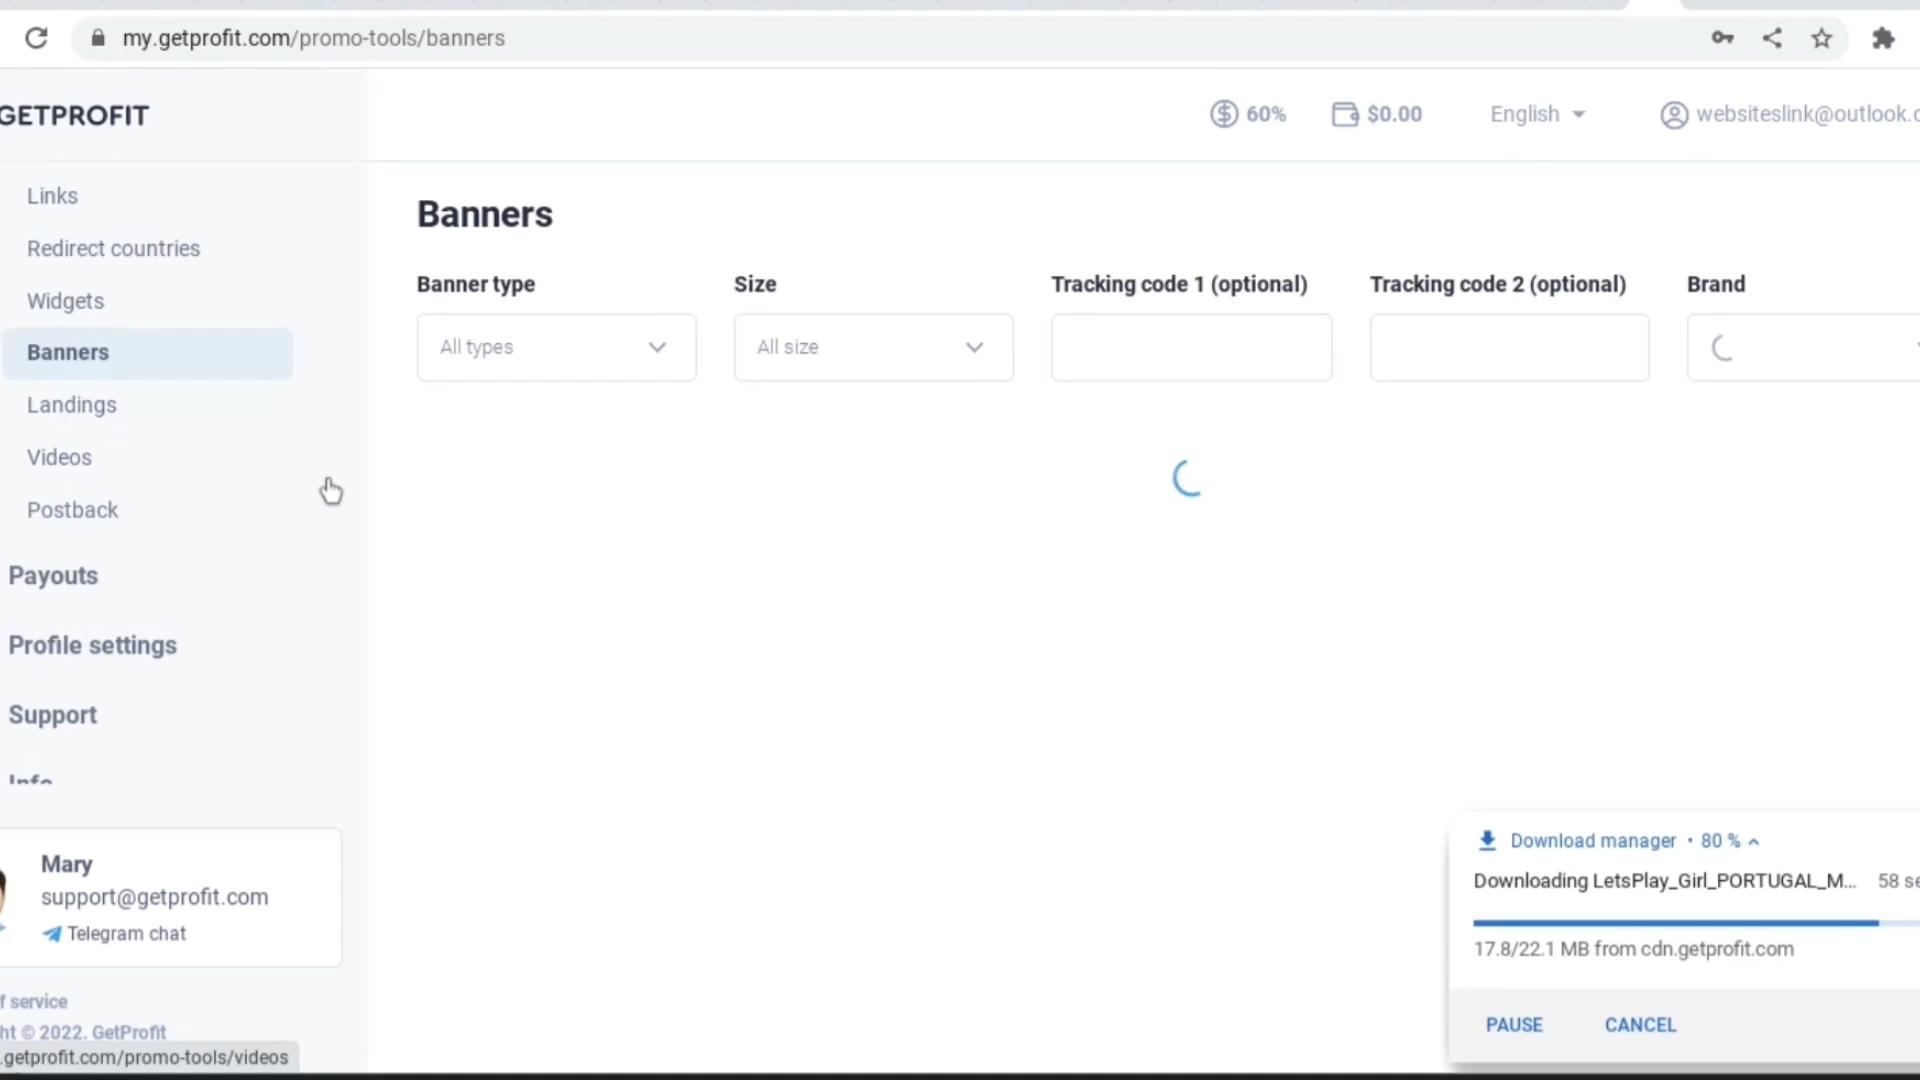 my.getprofit.com/promo-tools/banners
GETPROFIT
60%
$0.00
English
websiteslink@outlook.c
Links
Redirect countries
Widgets
Banners
Landings
Videos
Postback
Payouts
Profile settings
Support
Info
Mary
support@getprofit.com
Telegram chat
f service
ht © 2022. GetProfit
.getprofit.com/promo-tools/videos
Banners
Banner type
Size
Tracking code 1 (optional)
Tracking code 2 (optional)
Brand
All types
All size
Download manager • 80 %
Downloading LetsPlay_Girl_PORTUGAL_M... 58 se
17.8/22.1 MB from cdn.getprofit.com
PAUSE CANCEL